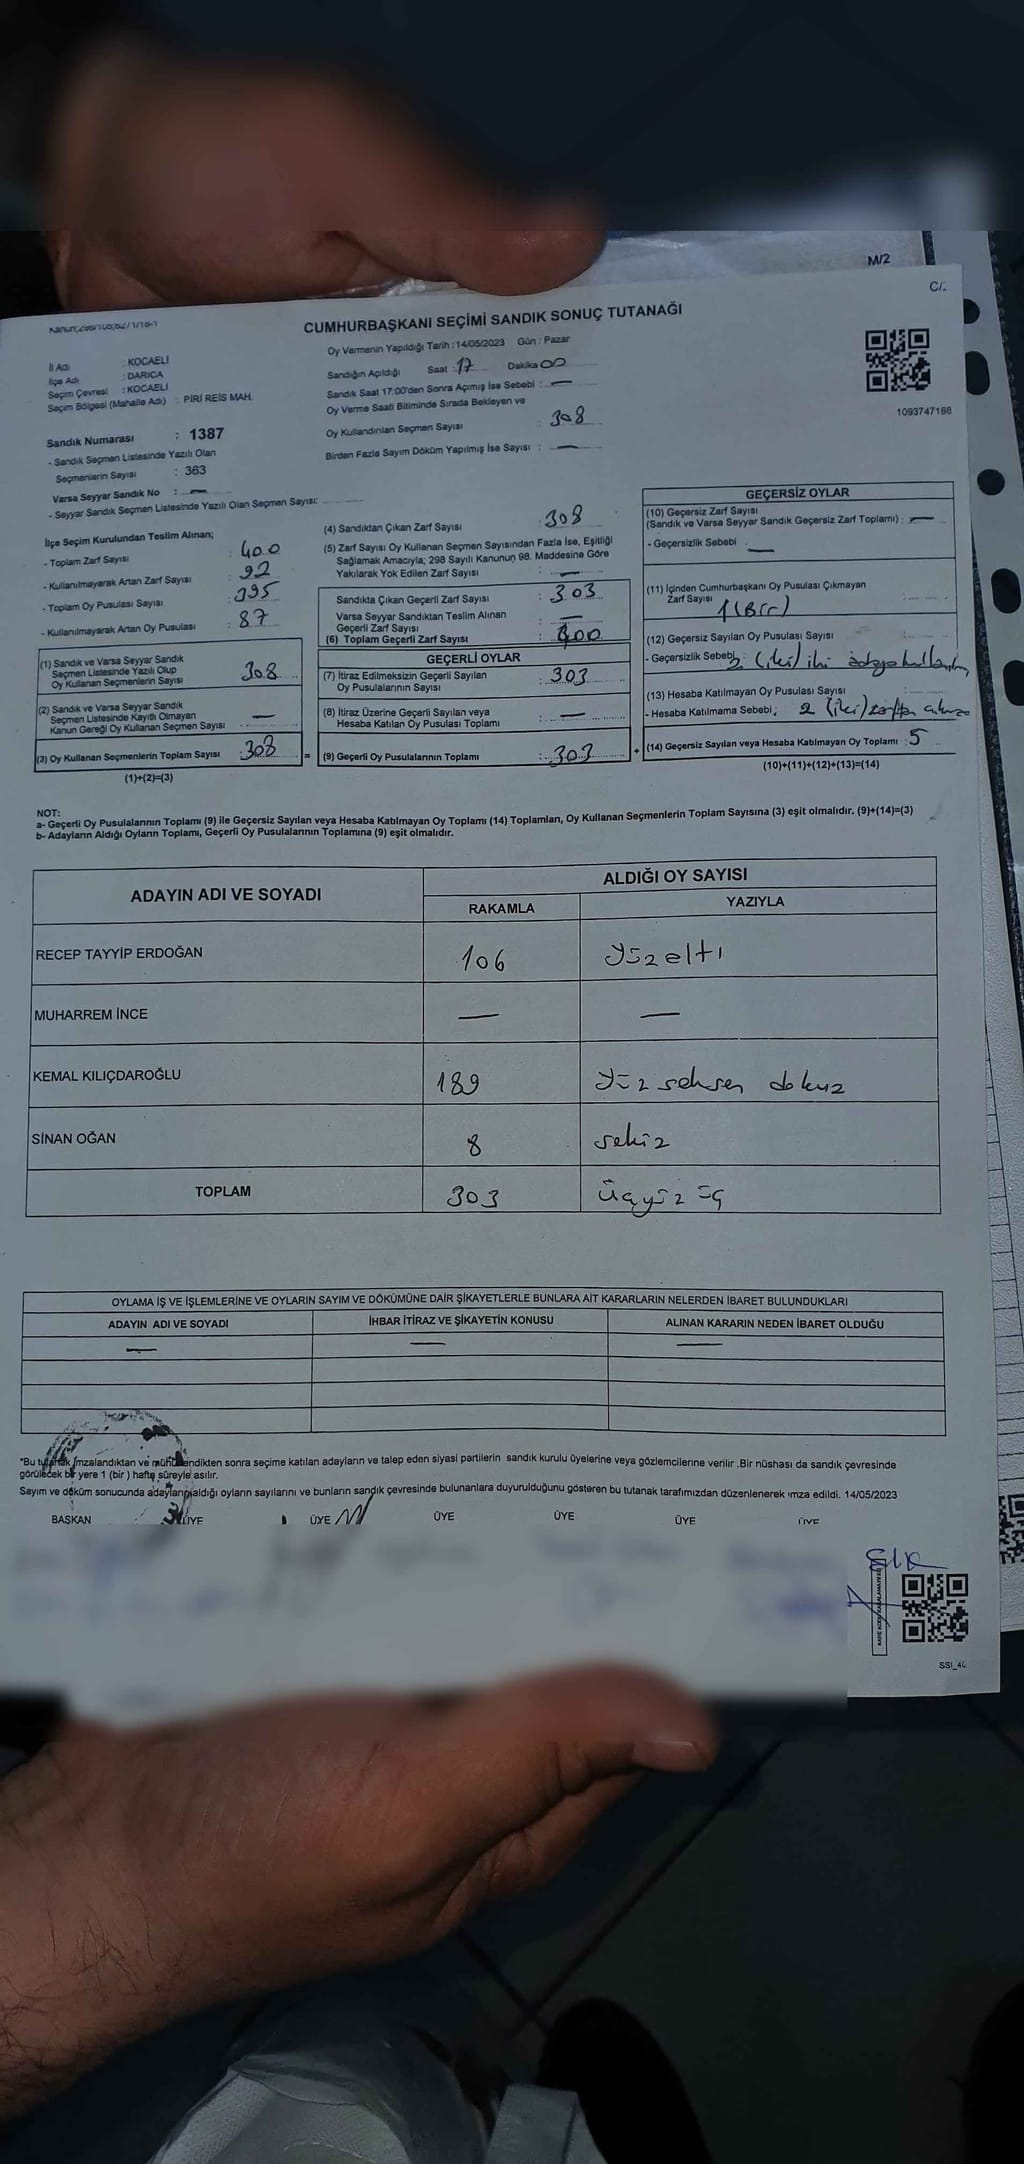 M/2
C/.
CUMHURBAŞKANI SEÇİMİ SANDIK SONUÇ TUTANAĞI
Oy Vermenin Yapıldığı Tarih : 14/05/2023 Gün : Pazar
İl Adı : KOCAELİ
İlçe Adı : DARICA
Seçim Çevresi : KOCAELİ
Seçim Bölgesi (Mahalle Adı) : PİRİ REİS MAH.
Sandığın Açıldığı Saat : 17 Dakika 00
Sandık Saat 17:00'den Sonra Açımış İse Sebebi : —
Oy Verme Saati Bitiminde Sırada Bekleyen ve
Oy Kullandırılan Seçmen Sayısı : 308
Birden Fazla Sayım Döküm Yapılmış İse Sayısı : —
1093747168
Sandık Numarası : 1387
- Sandık Seçmen Listesinde Yazılı Olan
Seçmenlerin Sayısı : 363
Varsa Seyyar Sandık No : —
- Seyyar Sandık Seçmen Listesinde Yazılı Olan Seçmen Sayısı:
İlçe Seçim Kurulundan Teslim Alınan;
- Toplam Zarf Sayısı : 400
- Kullanılmayarak Artan Zarf Sayısı : 92
- Toplam Oy Pusulası Sayısı : 395
- Kullanılmayarak Artan Oy Pusulası : 87
(1) Sandık ve Varsa Seyyar Sandık
Seçmen Listesinde Yazılı Olup
Oy Kullanan Seçmenlerin Sayısı 308
(2) Sandık ve Varsa Seyyar Sandık
Seçmen Listesinde Kayıtlı Olmayan
Kanun Gereği Oy Kullanan Seçmen Sayısı —
(3) Oy Kullanan Seçmenlerin Toplam Sayısı : 308
(1)+(2)=(3)
(4) Sandıktan Çıkan Zarf Sayısı : 308
(5) Zarf Sayısı Oy Kullanan Seçmen Sayısından Fazla İse, Eşitliği
Sağlamak Amacıyla, 298 Sayılı Kanunun 98. Maddesine Göre
Yakılarak Yok Edilen Zarf Sayısı : —
Sandıkta Çıkan Geçerli Zarf Sayısı : 303
Varsa Seyyar Sandıktan Teslim Alınan
Geçerli Zarf Sayısı : —
(6) Toplam Geçerli Zarf Sayısı :
GEÇERLİ OYLAR
(7) İtiraz Edilmeksizin Geçerli Sayılan
Oy Pusulalarının Sayısı : 303
(8) İtiraz Üzerine Geçerli Sayılan veya
Hesaba Katılan Oy Pusulası Toplamı : —
= (9) Geçerli Oy Pusulalarının Toplamı : 303
GEÇERSİZ OYLAR
(10) Geçersiz Zarf Sayısı
(Sandık ve Varsa Seyyar Sandık Geçersiz Zarf Toplamı) : —
- Geçersizlik Sebebi —
(11) İçinden Cumhurbaşkanı Oy Pusulası Çıkmayan
Zarf Sayısı 1 (Bir)
(12) Geçersiz Sayılan Oy Pusulası Sayısı :
- Geçersizlik Sebebi; 2 (iki) iki
(13) Hesaba Katılmayan Oy Pusulası Sayısı :
- Hesaba Katılmama Sebebi ; 2 (iki) zarftan
+ (14) Geçersiz Sayılan veya Hesaba Katılmayan Oy Toplamı : 5
(10)+(11)+(12)+(13)=(14)
NOT:
a- Geçerli Oy Pusulalarının Toplamı (9) ile Geçersiz Sayılan veya Hesaba Katılmayan Oy Toplamı (14) Toplamları, Oy Kullanan Seçmenlerin Toplam Sayısına (3) eşit olmalıdır. (9)+(14)=(3)
b- Adayların Aldığı Oyların Toplamı, Geçerli Oy Pusulalarının Toplamına (9) eşit olmalıdır.
ADAYIN ADI VE SOYADI
ALDIĞI OY SAYISI
RAKAMLA YAZIYLA
RECEP TAYYİP ERDOĞAN 106 Yüzaltı
MUHARREM İNCE — —
KEMAL KILIÇDAROĞLU 189 Yüz seksen dokuz
SİNAN OĞAN 8 sekiz
TOPLAM 303 üçyüz üç
OYLAMA İŞ VE İŞLEMLERİNE VE OYLARIN SAYIM VE DÖKÜMÜNE DAİR ŞİKAYETLERLE BUNLARA AİT KARARLARIN NELERDEN İBARET BULUNDUKLARI
ADAYIN ADI VE SOYADI İHBAR İTİRAZ VE ŞİKAYETİN KONUSU ALINAN KARARIN NEDEN İBARET OLDUĞU
— — —
*Bu tutanak imzalandıktan ve mühürlendikten sonra seçime katılan adayların ve talep eden siyasi partilerin sandık kurulu üyelerine veya gözlemcilerine verilir .Bir nüshası da sandık çevresinde
görülecek bir yere 1 (bir ) hafta süreyle asılır.
Sayım ve döküm sonucunda adayların aldığı oyların sayılarını ve bunların sandık çevresinde bulunanlara duyurulduğunu gösteren bu tutanak tarafımızdan düzenlenerek imza edildi. 14/05/2023
BAŞKAN ÜYE ÜYE ÜYE ÜYE ÜYE ÜYE